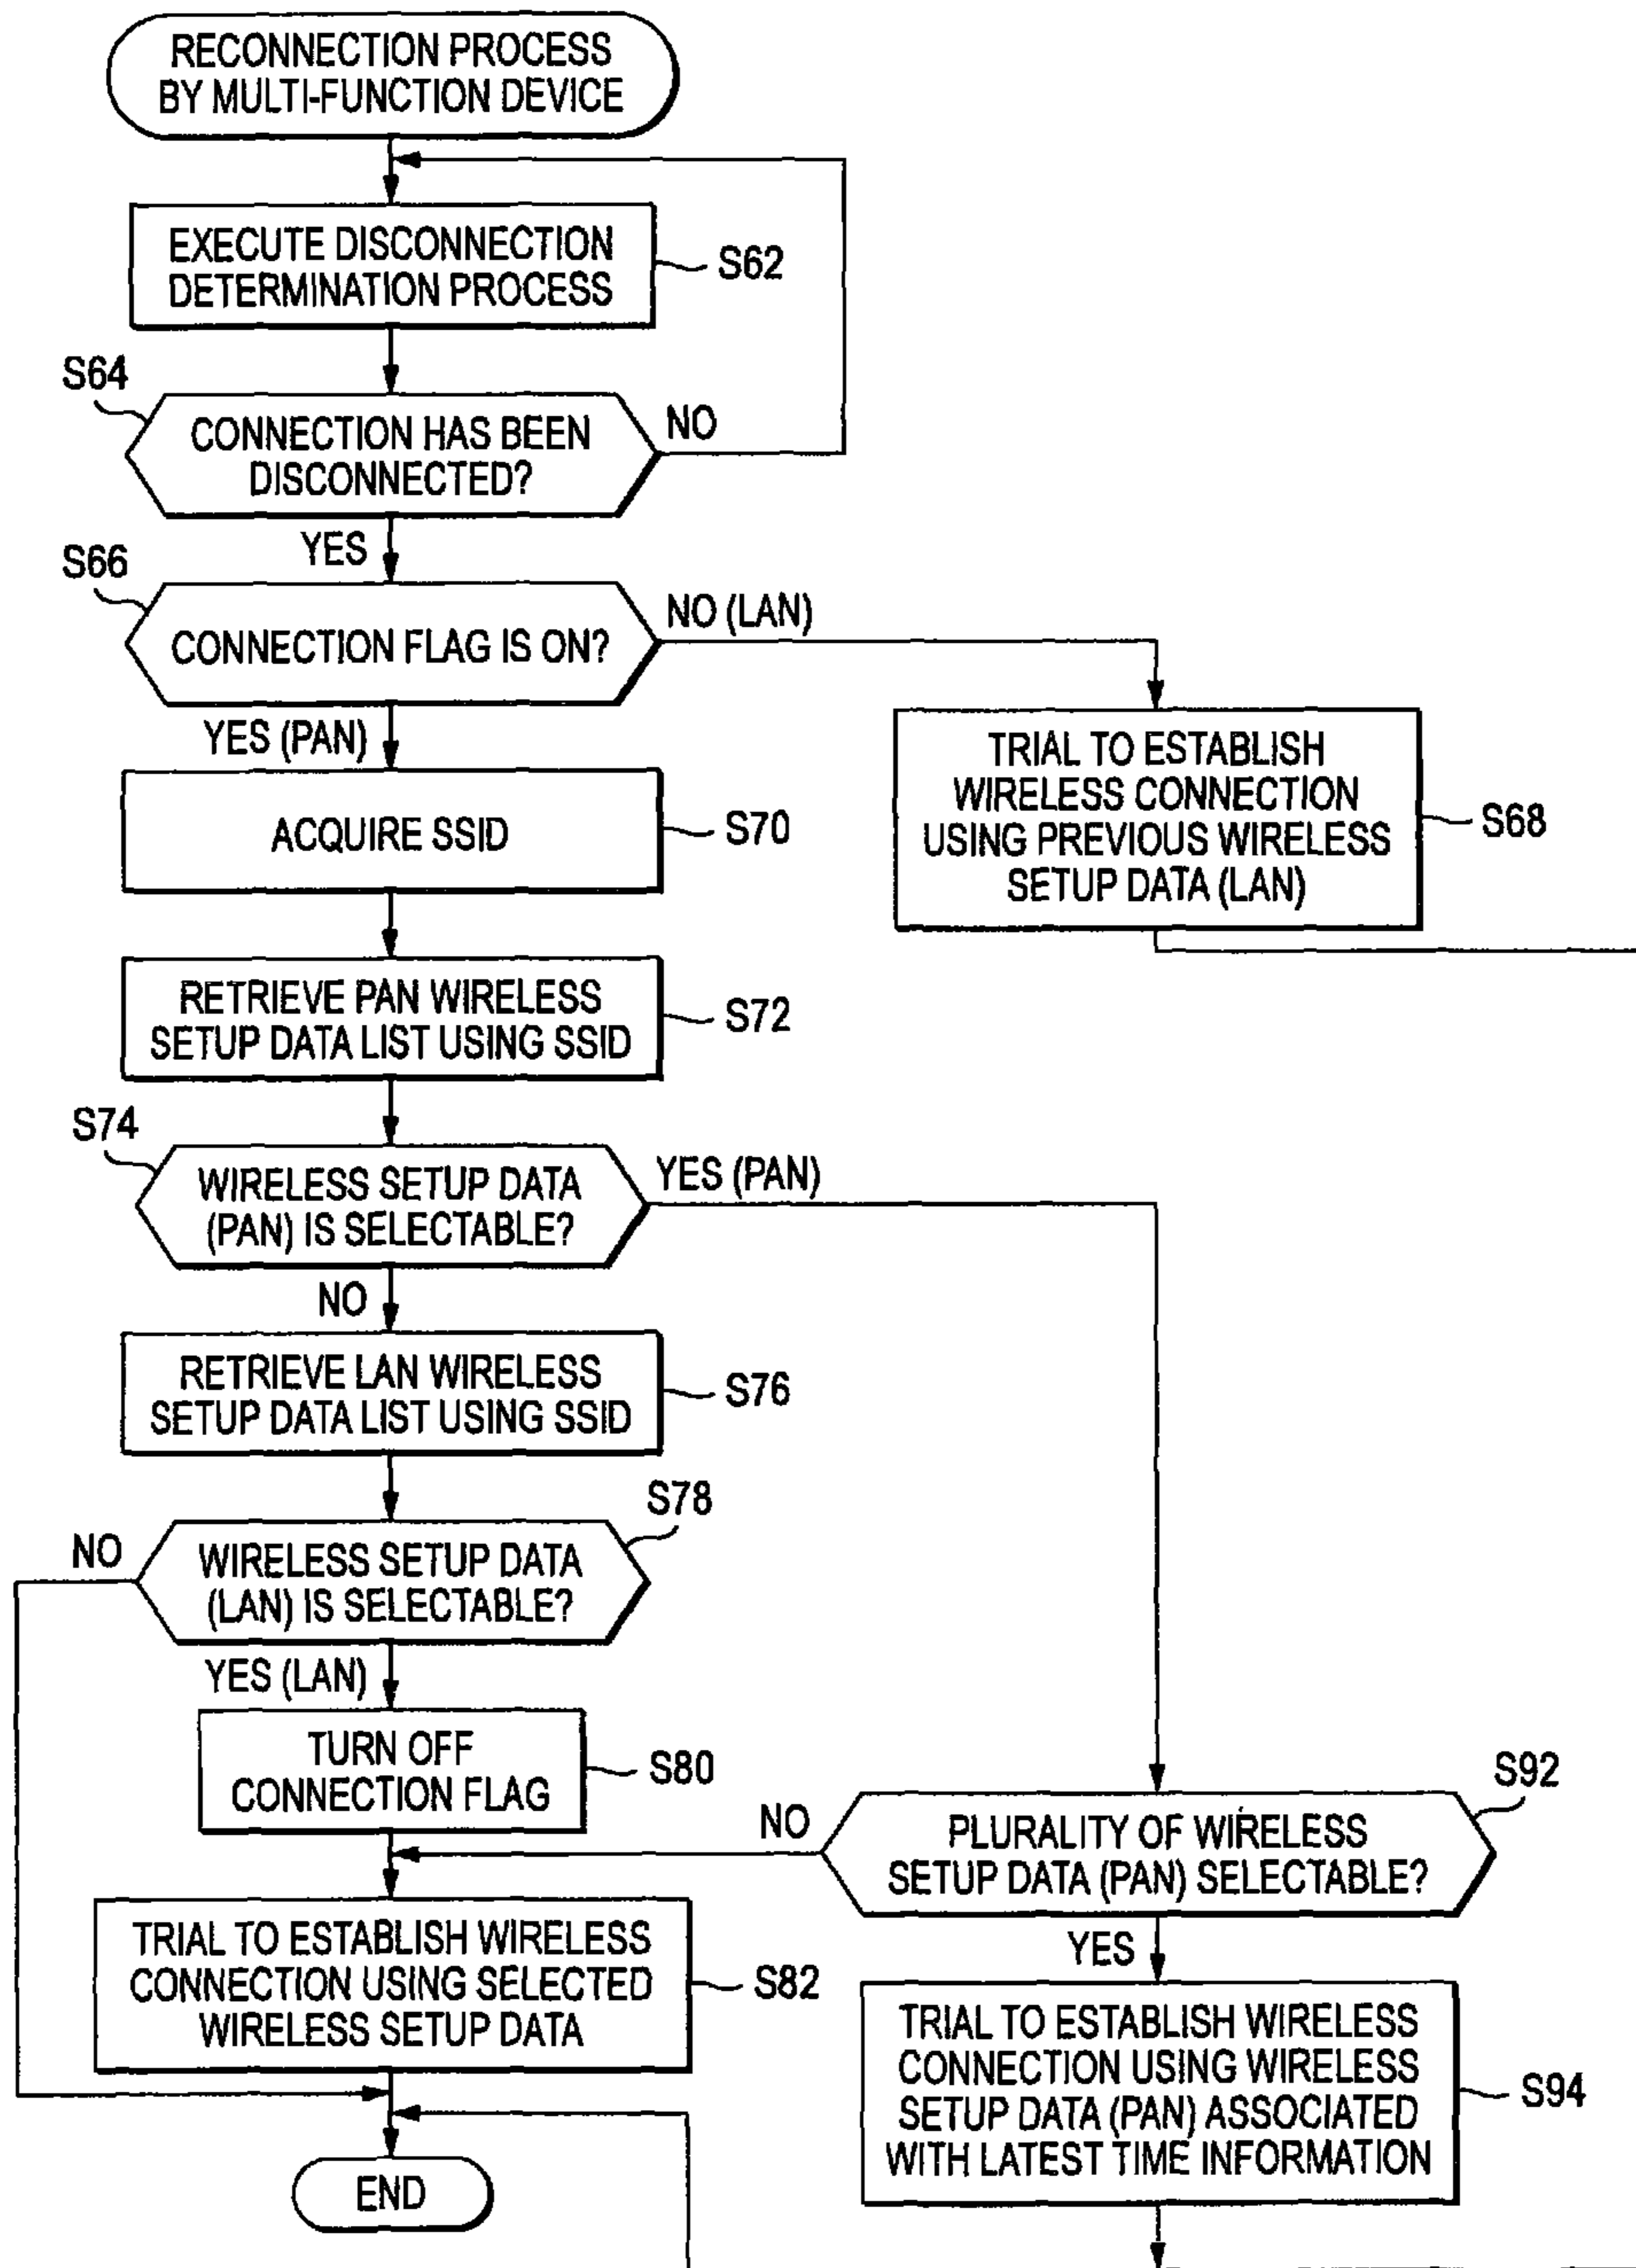 RECONNECTION PROCESS
BY MULTI-FUNCTION DEVICE
EXECUTE DISCONNECTION
DETERMINATION PROCESS
S62
S64
CONNECTION HAS BEEN
DISCONNECTED?
NO
YES
S66
CONNECTION FLAG IS ON?
NO (LAN)
YES (PAN)
TRIAL TO ESTABLISH
WIRELESS CONNECTION
USING PREVIOUS WIRELESS
SETUP DATA (LAN)
S68
ACQUIRE SSID
S70
RETRIEVE PAN WIRELESS
SETUP DATA LIST USING SSID
S72
S74
WIRELESS SETUP DATA
(PAN) IS SELECTABLE?
YES (PAN)
NO
RETRIEVE LAN WIRELESS
SETUP DATA LIST USING SSID
S76
S78
NO
WIRELESS SETUP DATA
(LAN) IS SELECTABLE?
YES (LAN)
TURN OFF
CONNECTION FLAG
S80
S92
NO
PLURALITY OF WIRELESS
SETUP DATA (PAN) SELECTABLE?
YES
TRIAL TO ESTABLISH WIRELESS
CONNECTION USING SELECTED
WIRELESS SETUP DATA
S82
TRIAL TO ESTABLISH WIRELESS
CONNECTION USING WIRELESS
SETUP DATA (PAN) ASSOCIATED
WITH LATEST TIME INFORMATION
S94
END